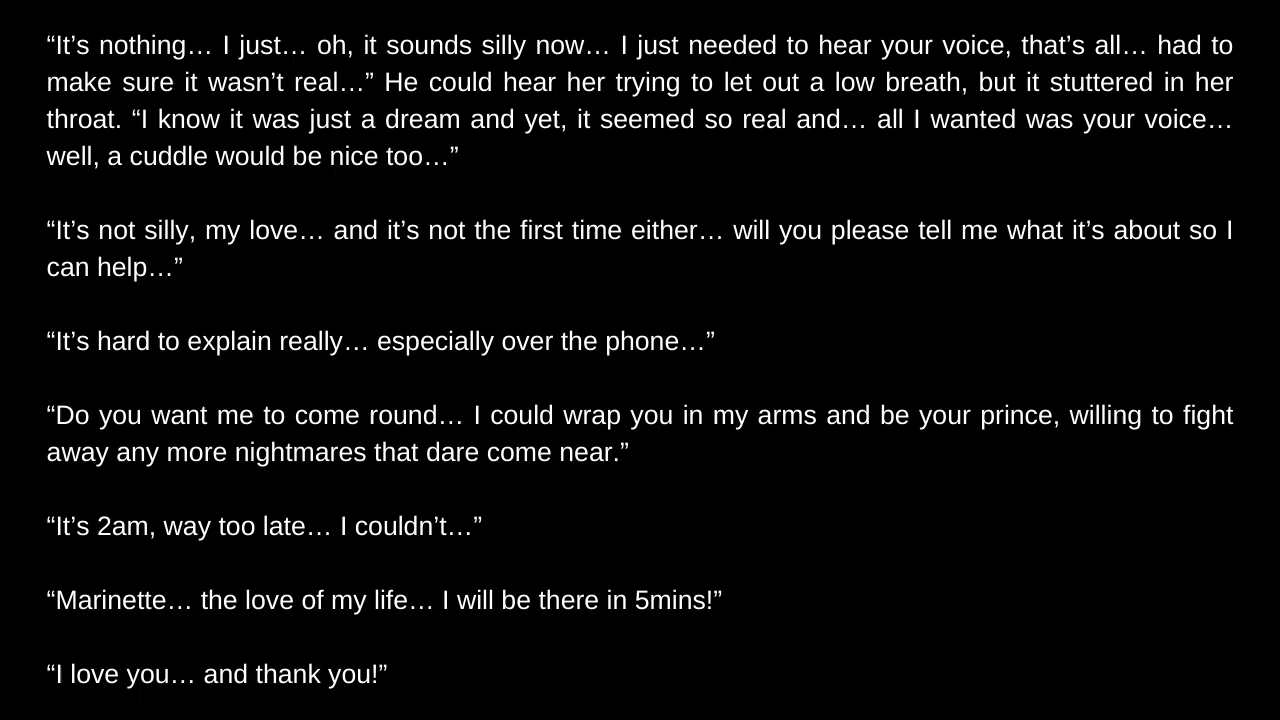 “It’s nothing… I just… oh, it sounds silly now… I just needed to hear your voice, that’s all… had to
make sure it wasn’t real…” He could hear her trying to let out a low breath, but it stuttered in her
throat. “I know it was just a dream and yet, it seemed so real and… all I wanted was your voice…
well, a cuddle would be nice too…”
“It’s not silly, my love… and it’s not the first time either… will you please tell me what it’s about so I
can help…”
“It’s hard to explain really… especially over the phone…”
“Do you want me to come round… I could wrap you in my arms and be your prince, willing to fight
away any more nightmares that dare come near.”
“It’s 2am, way too late… I couldn’t…”
“Marinette… the love of my life… I will be there in 5mins!”
“I love you… and thank you!”